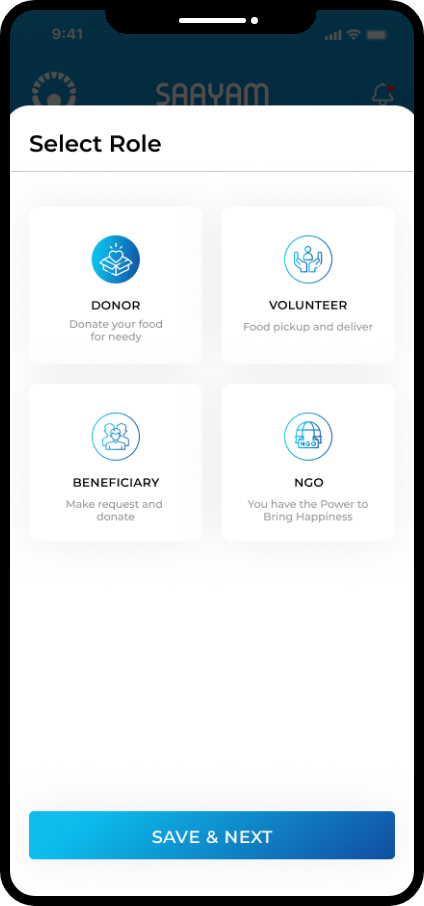 9:41
SAAYAM
Select Role
DONOR
Donate your food
for needy
VOLUNTEER
Food pickup and deliver
BENEFICIARY
Make request and
donate
NGO
NGO
You have the Power to
Bring Happiness
SAVE & NEXT